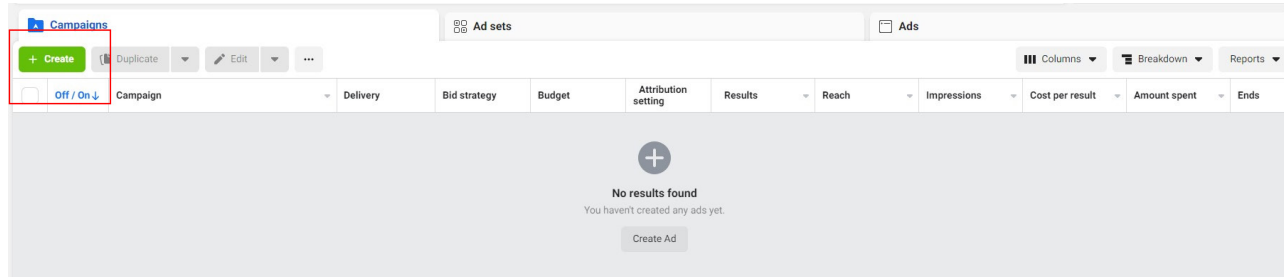 Campaigns Ad sets Ads
+ Create Duplicate Edit ... Columns Breakdown Reports
Off / On ↓ Campaign Delivery Bid strategy Budget Attribution setting Results Reach Impressions Cost per result Amount spent Ends
No results found
You haven't created any ads yet.
Create Ad